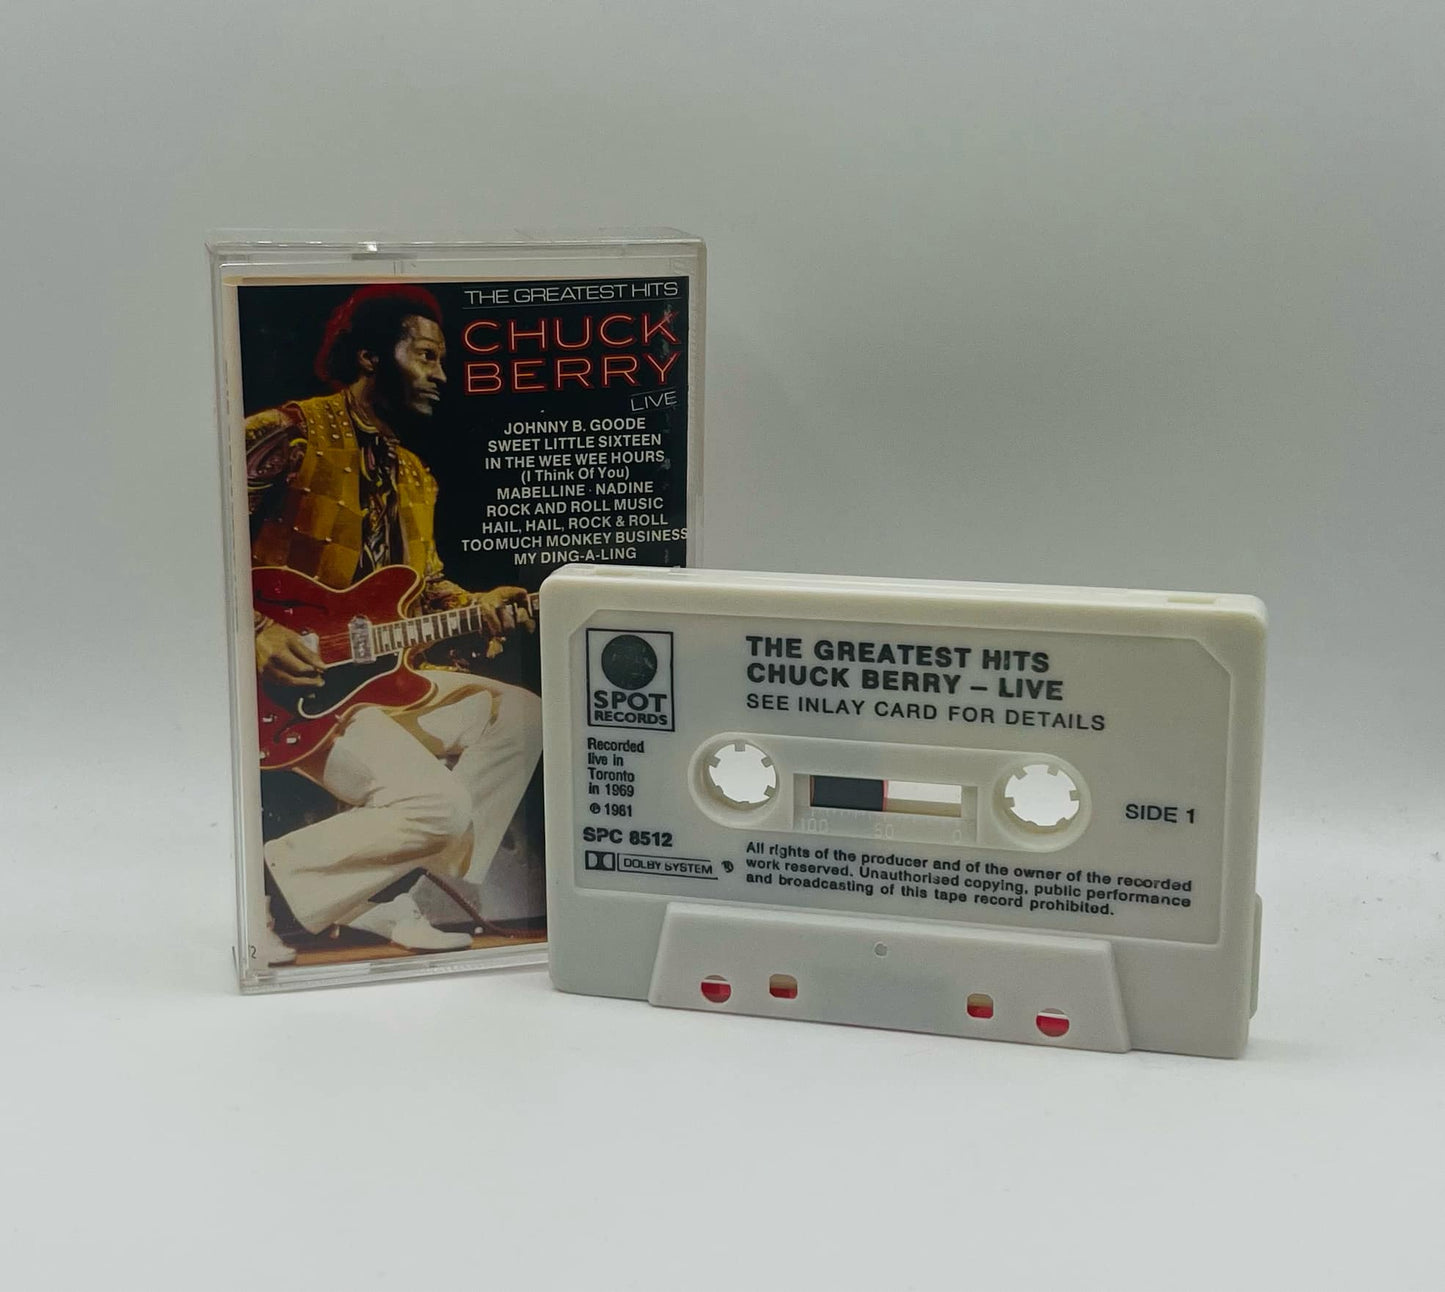 THE GREATEST HITS
CHUCK
BERRY
LIVE
JOHNNY B. GOODE
SWEET LITTLE SIXTEEN
IN THE WEE WEE HOURS
(I Think Of You)
MABELLINE · NADINE
ROCK AND ROLL MUSIC
HAIL, HAIL, ROCK & ROLL
TOO MUCH MONKEY BUSINESS
MY DING-A-LING
SPOT
RECORDS
Recorded
live in
Toronto
in 1969
℗ 1981
SPC 8512
DOLBY SYSTEM ®
THE GREATEST HITS
CHUCK BERRY – LIVE
SEE INLAY CARD FOR DETAILS
100 50 0
SIDE 1
All rights of the producer and of the owner of the recorded
work reserved. Unauthorised copying, public performance
and broadcasting of this tape record prohibited.